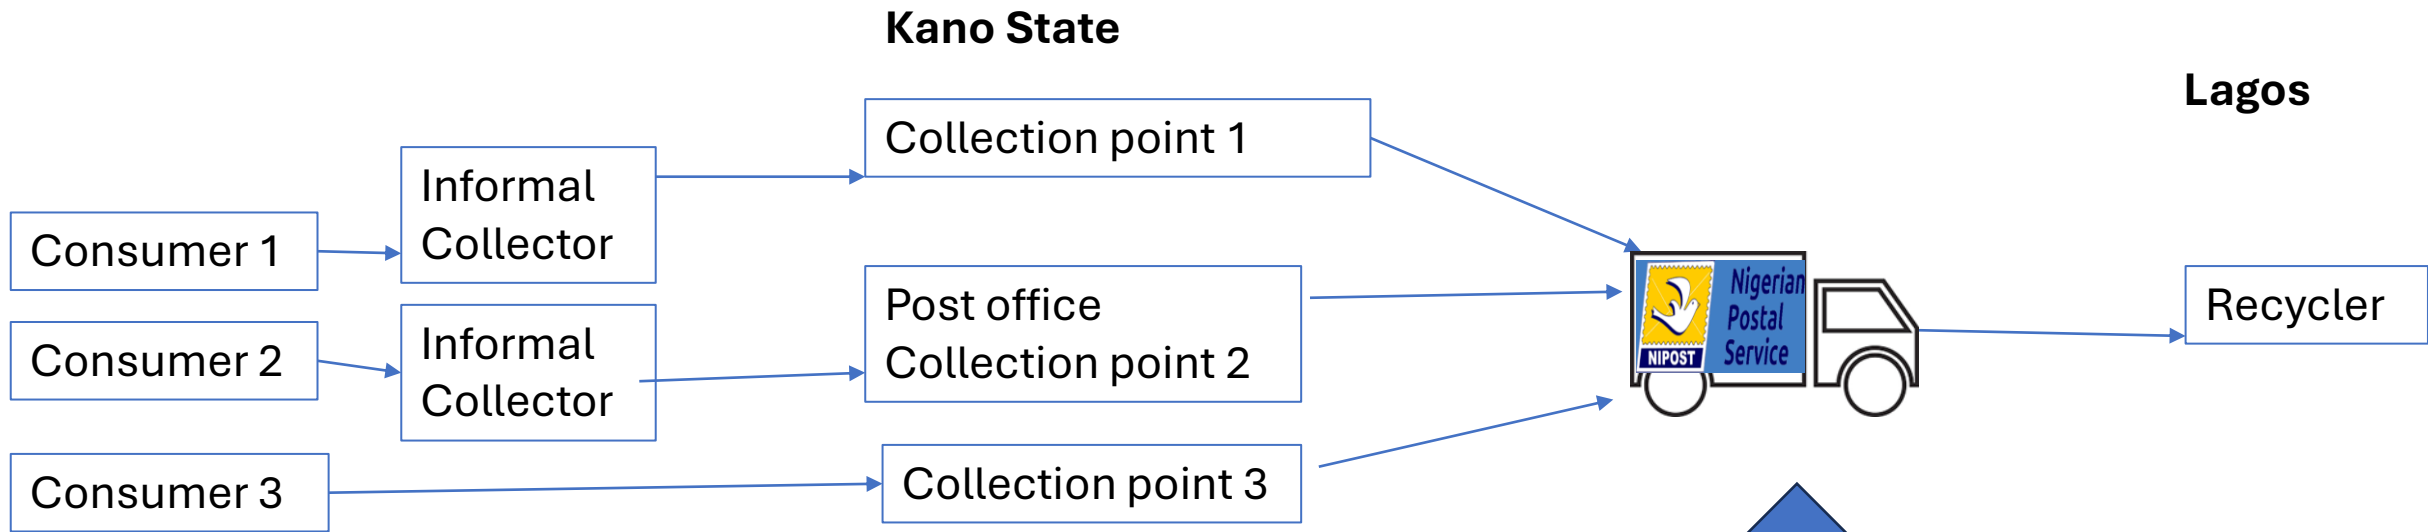 Kano State
Lagos
Collection point 1
Informal
Collector
Consumer 1
Post office
Collection point 2
Nigerian
Postal
Service
NIPOST
Recycler
Consumer 2
Informal
Collector
Consumer 3
Collection point 3